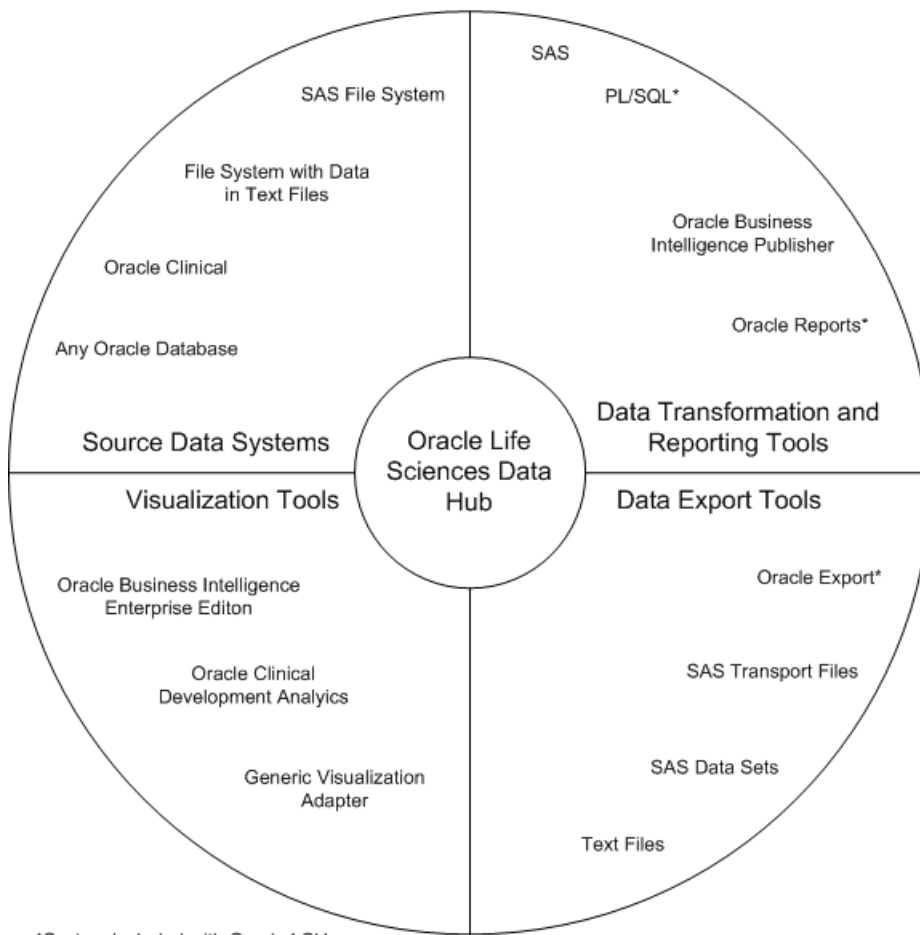 SAS File System
File System with Data
in Text Files
Oracle Clinical
Any Oracle Database
Source Data Systems
SAS
PL/SQL*
Oracle Business
Intelligence Publisher
Oracle Reports*
Data Transformation and
Reporting Tools
Oracle Life
Sciences Data
Hub
Visualization Tools
Oracle Business Intelligence
Enterprise Editon
Oracle Clinical
Development Analyics
Generic Visualization
Adapter
Data Export Tools
Oracle Export*
SAS Transport Files
SAS Data Sets
Text Files